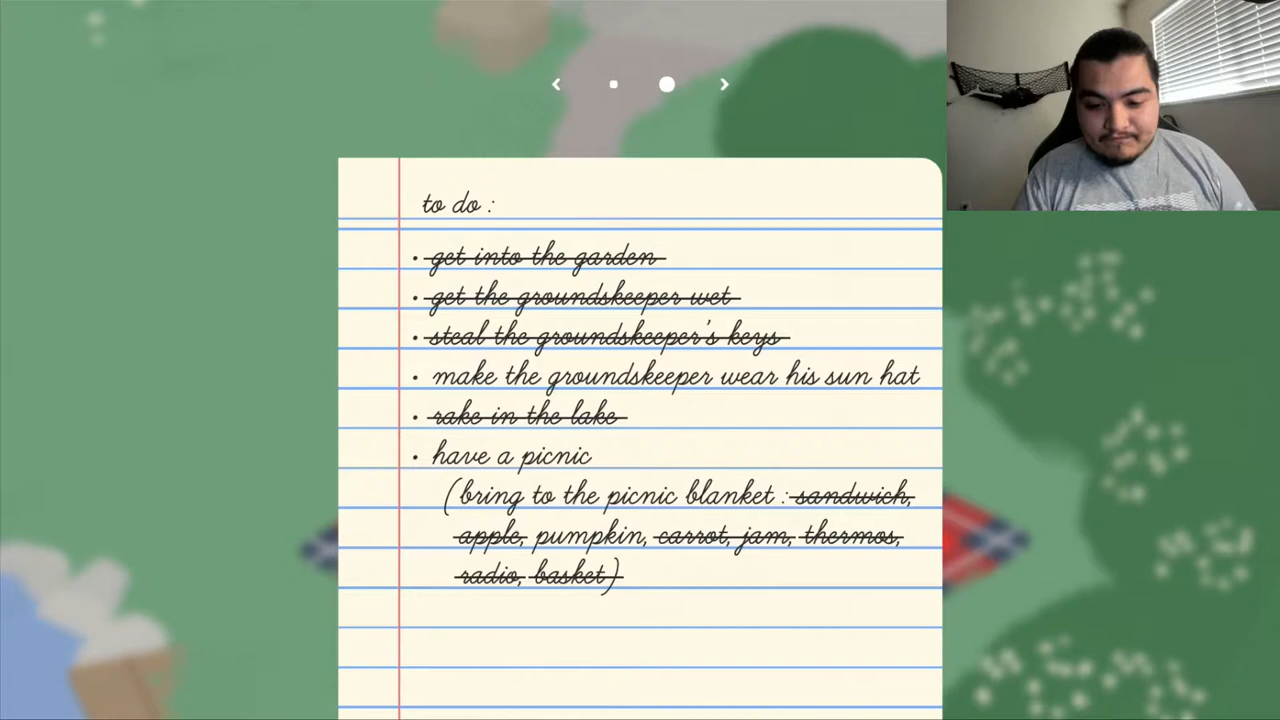 to do :
• get into the garden
• get the groundskeeper wet
• steal the groundskeeper's keys
• make the groundskeeper wear his sun hat
• rake in the lake
• have a picnic
(bring to the picnic blanket : sandwich,
apple, pumpkin, carrot, jam, thermos,
radio, basket)